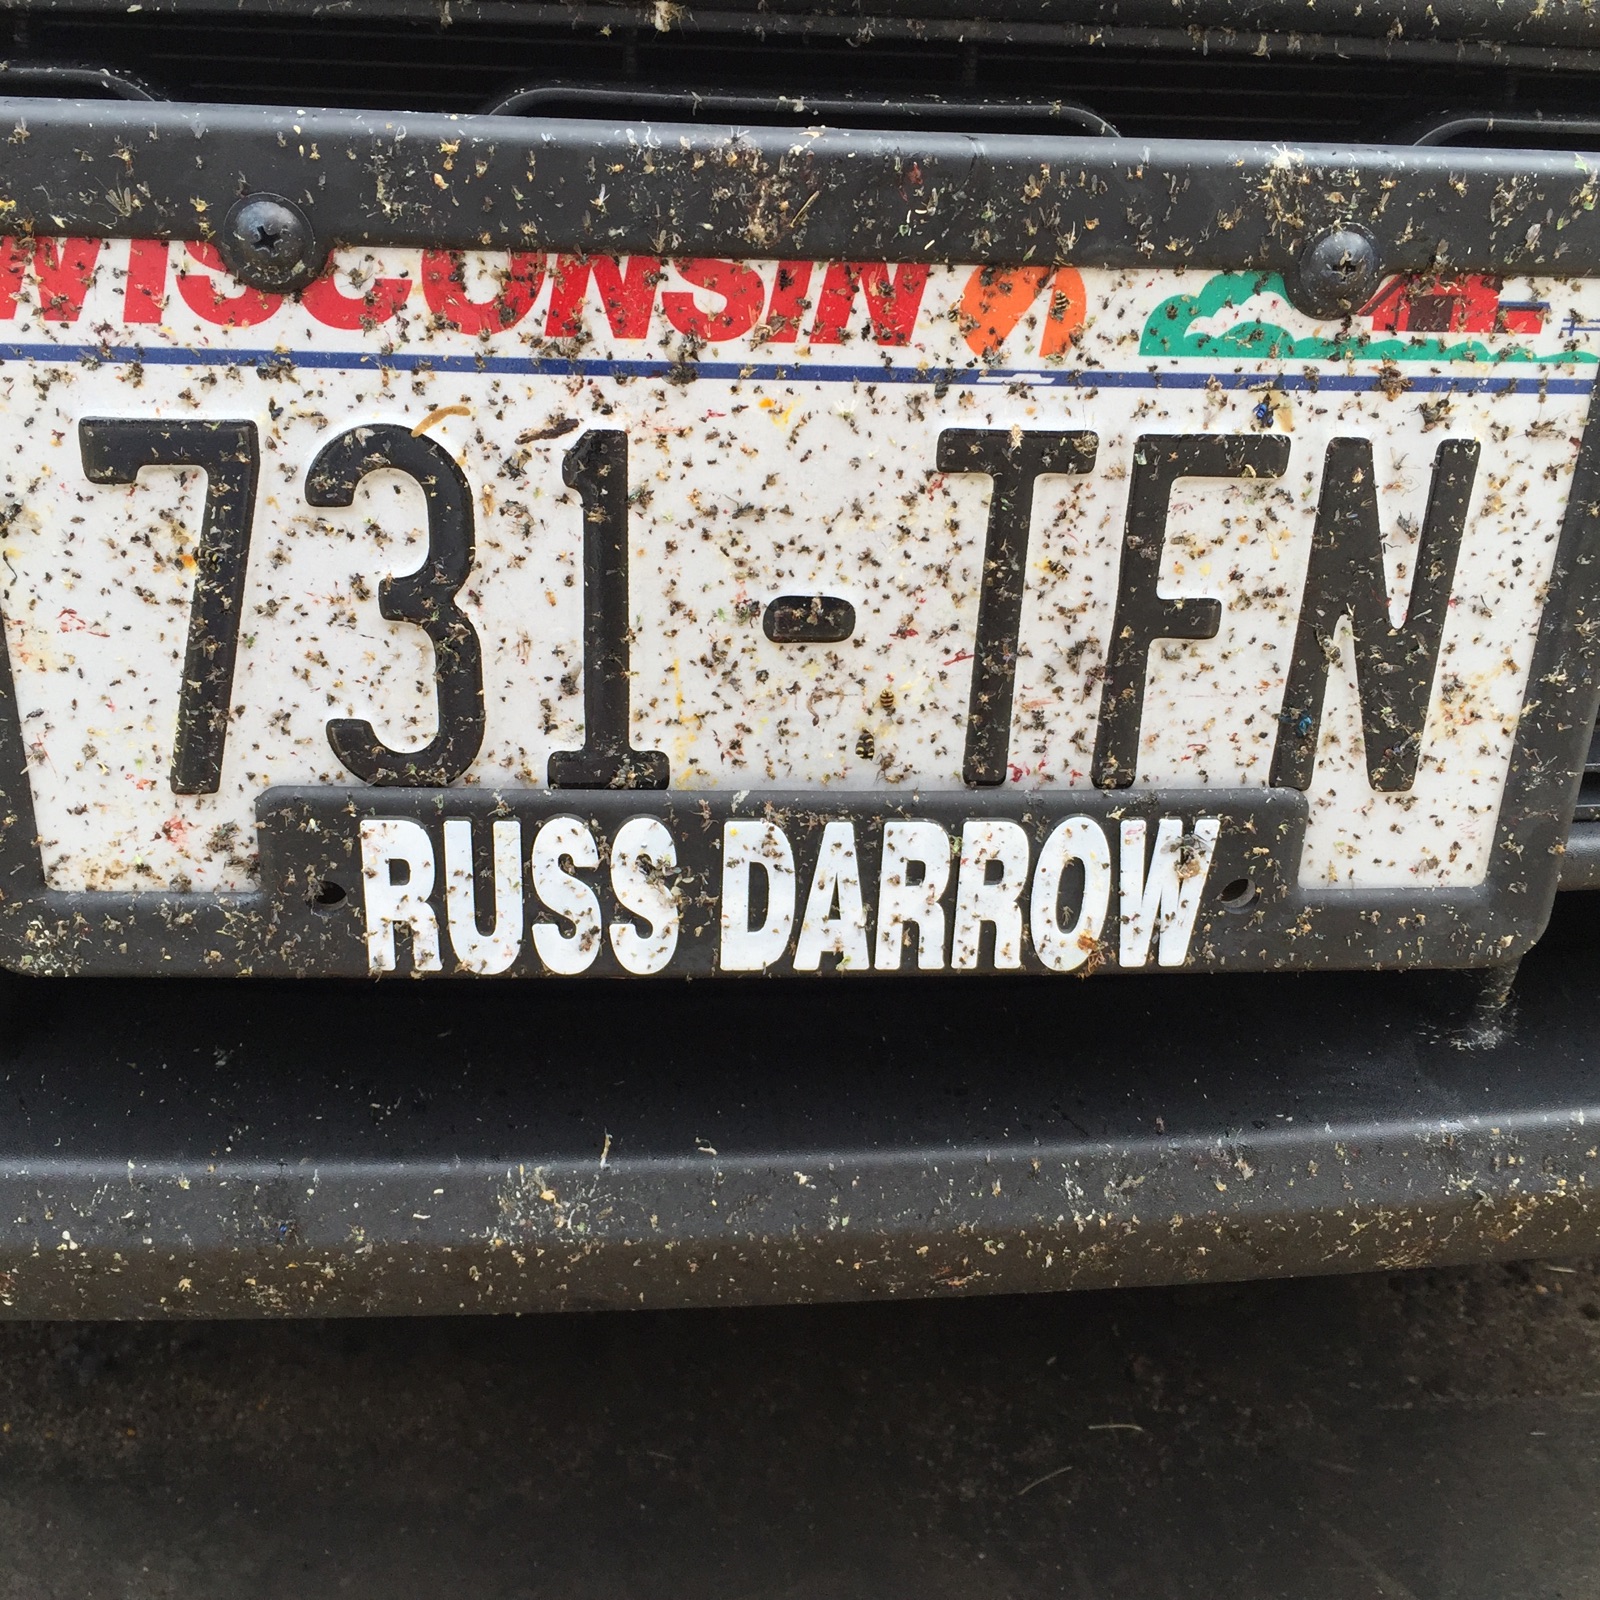 WISCONSIN
731-TFN
RUSS DARROW